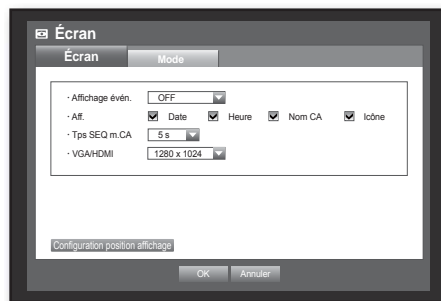 Écran
Écran Mode
· Affichage évén. OFF
· Aff. Date Heure Nom CA Icône
· Tps SEQ m.CA 5 s
· VGA/HDMI 1280 x 1024
Configuration position affichage
OK Annuler